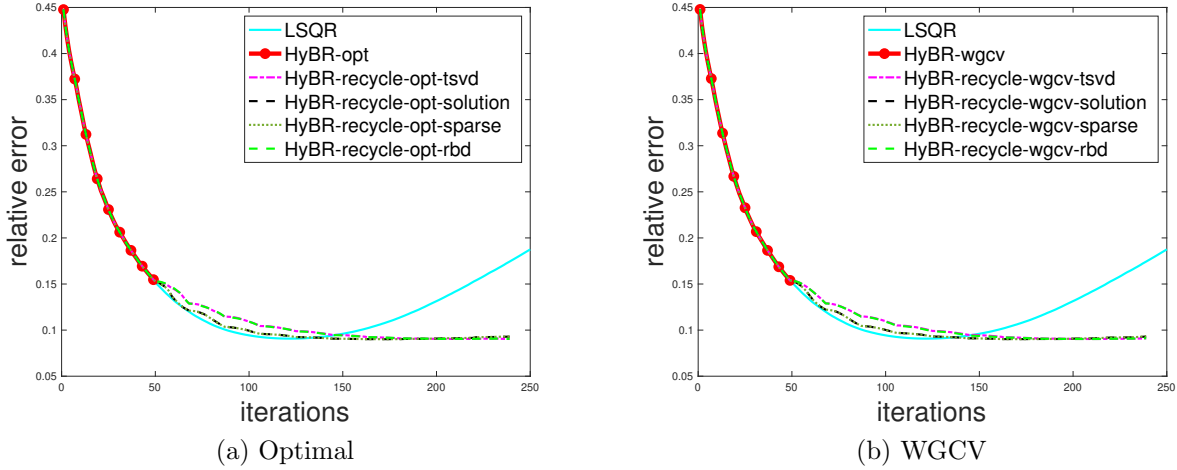 0.45
0.4
0.35
0.3
0.25
0.2
0.15
0.1
0.05
relative error
0
50
100
150
200
250
iterations
LSQR
HyBR-opt
HyBR-recycle-opt-tsvd
HyBR-recycle-opt-solution
HyBR-recycle-opt-sparse
HyBR-recycle-opt-rbd
(a) Optimal
0.45
0.4
0.35
0.3
0.25
0.2
0.15
0.1
0.05
relative error
0
50
100
150
200
250
iterations
LSQR
HyBR-wgcv
HyBR-recycle-wgcv-tsvd
HyBR-recycle-wgcv-solution
HyBR-recycle-wgcv-sparse
HyBR-recycle-wgcv-rbd
(b) WGCV